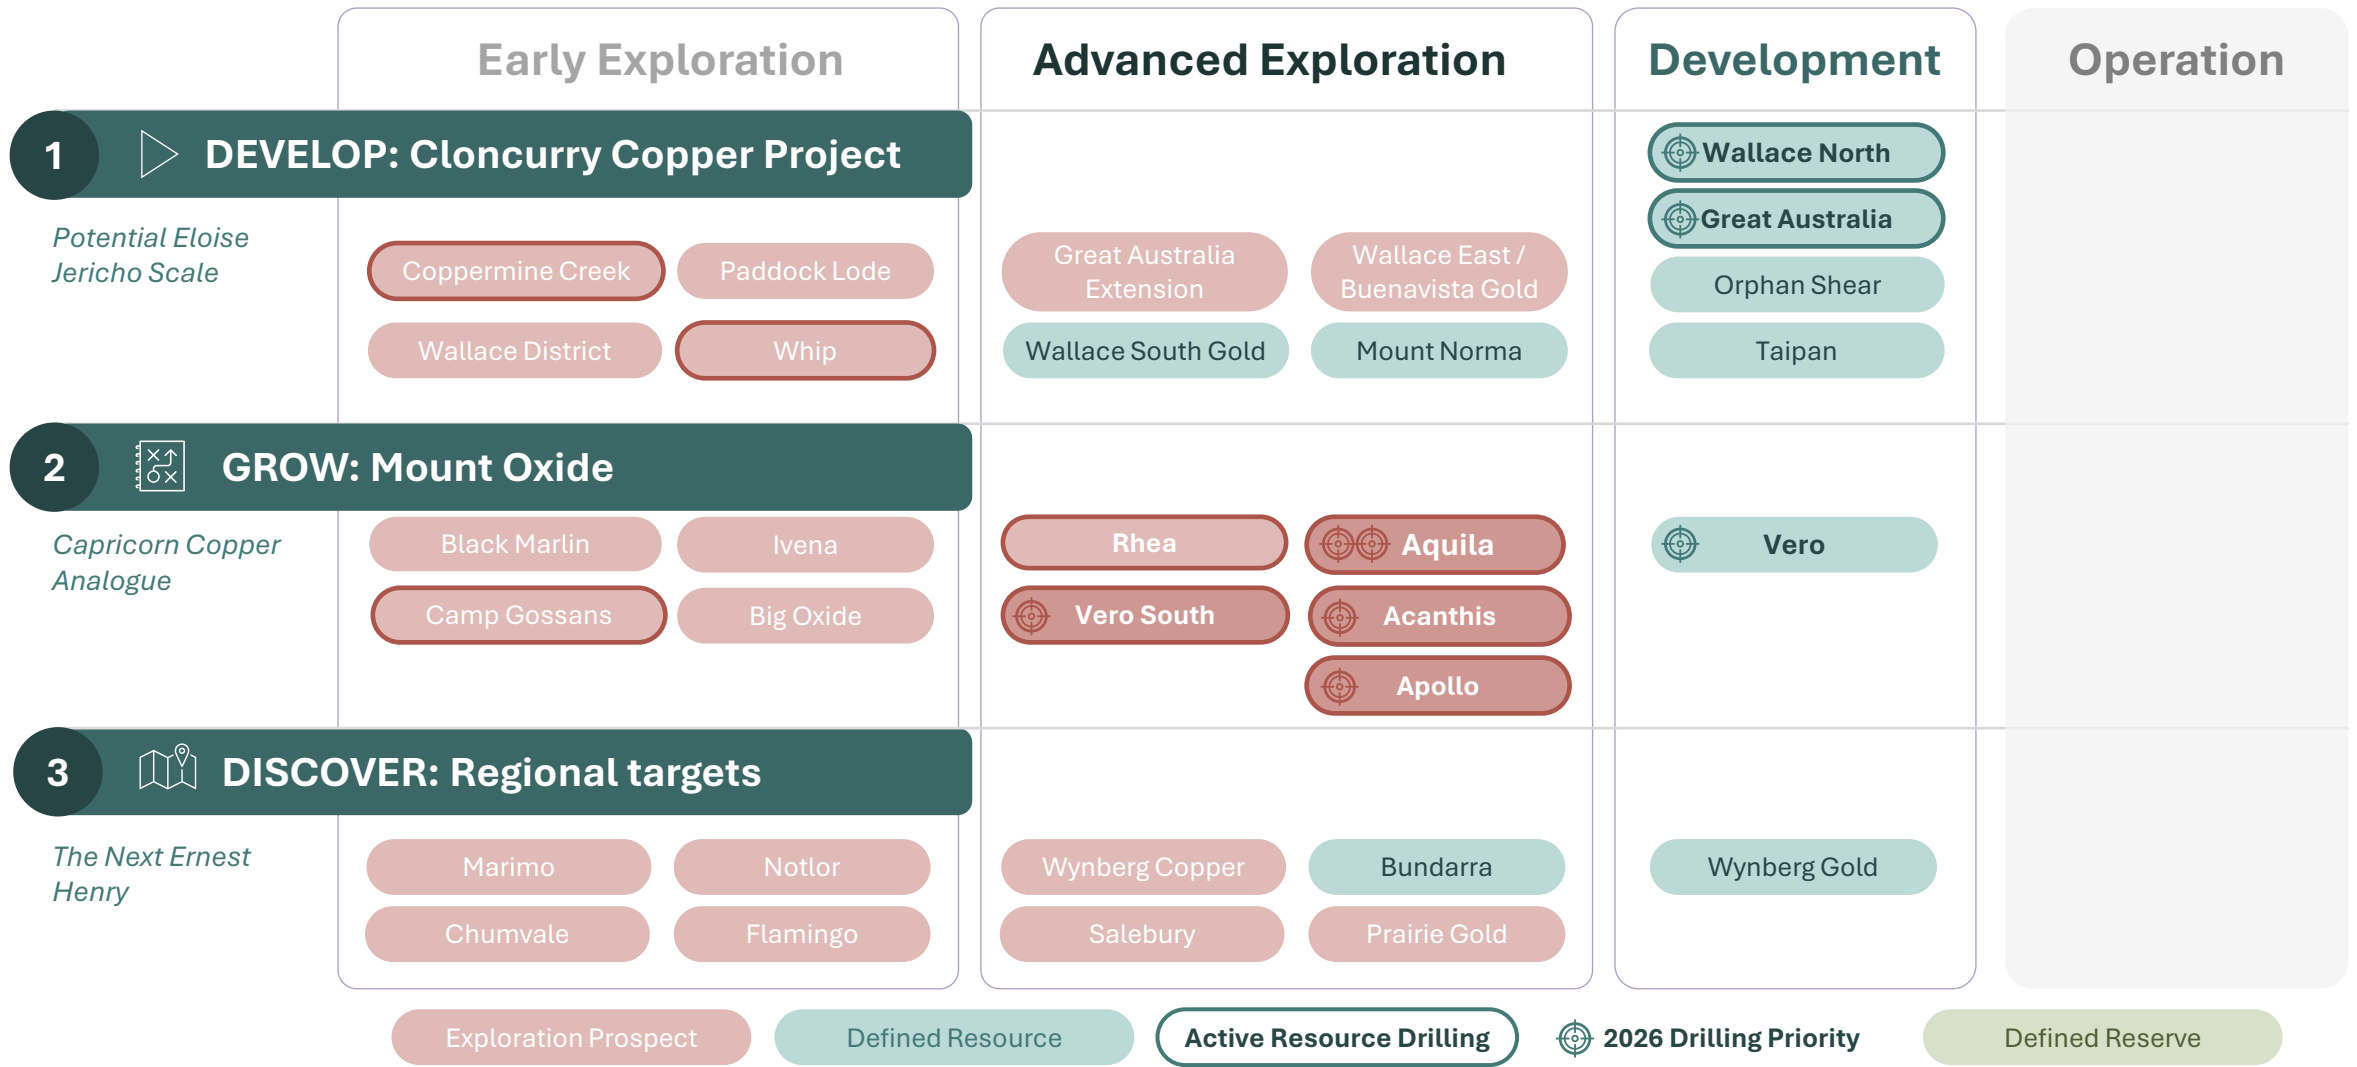 Early Exploration
Advanced Exploration
Development
Operation
1
DEVELOP: Cloncurry Copper Project
Potential Eloise
Jericho Scale
Coppermine Creek
Paddock Lode
Wallace District
Whip
Great Australia
Extension
Wallace East /
Buenavista Gold
Wallace South Gold
Mount Norma
Wallace North
Great Australia
Orphan Shear
Taipan
2
GROW: Mount Oxide
Capricorn Copper
Analogue
Black Marlin
Ivena
Camp Gossans
Big Oxide
Rhea
Aquila
Vero South
Acanthis
Apollo
Vero
3
DISCOVER: Regional targets
The Next Ernest
Henry
Marimo
Notlor
Chumvale
Flamingo
Wynberg Copper
Bundarra
Salebury
Prairie Gold
Wynberg Gold
Exploration Prospect
Defined Resource
Active Resource Drilling
2026 Drilling Priority
Defined Reserve